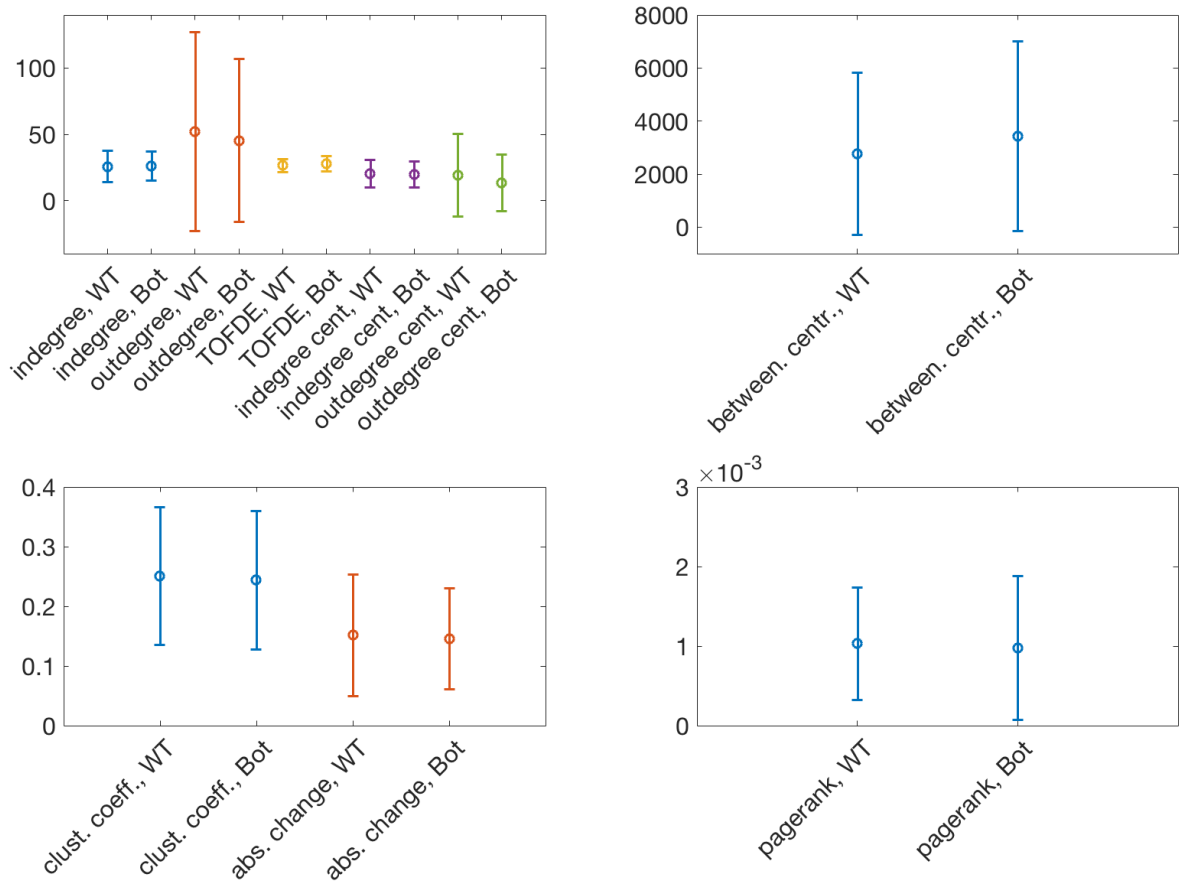 100
50
0
indegree, WT
indegree, Bot
outdegree, WT
outdegree, Bot
TOFDE, WT
TOFDE, Bot
indegree cent, WT
indegree cent, Bot
outdegree cent, WT
outdegree cent, Bot
8000
6000
4000
2000
0
between. centr., WT
between. centr., Bot
0.4
0.3
0.2
0.1
0
clust. coeff., WT
clust. coeff., Bot
abs. change, WT
abs. change, Bot
×10-3
3
2
1
0
pagerank, WT
pagerank, Bot